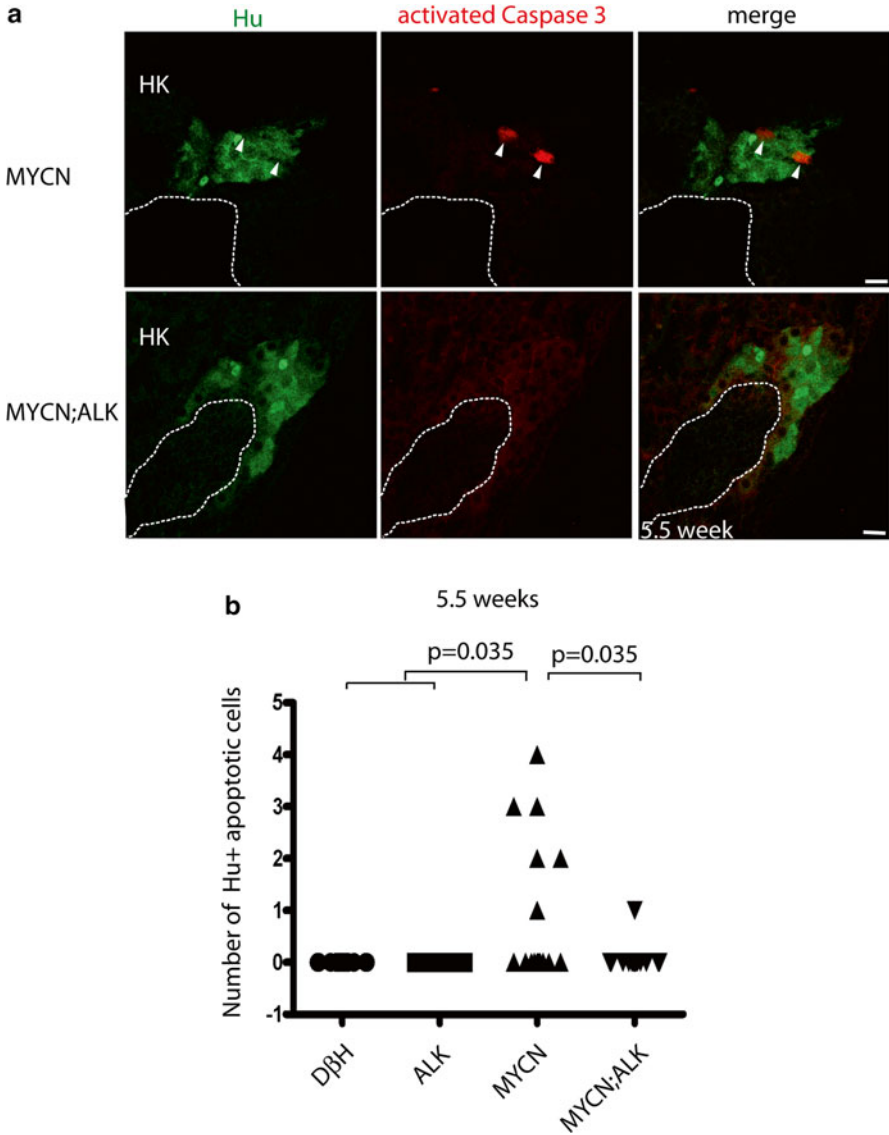 a
Hu activated Caspase 3 merge
HK
MYCN
HK
MYCN;ALK
5.5 week
b
5.5 weeks
p=0.035
p=0.035
Number of Hu+ apoptotic cells
5
4
3
2
1
0
-1
DβH
ALK
MYCN
MYCN;ALK